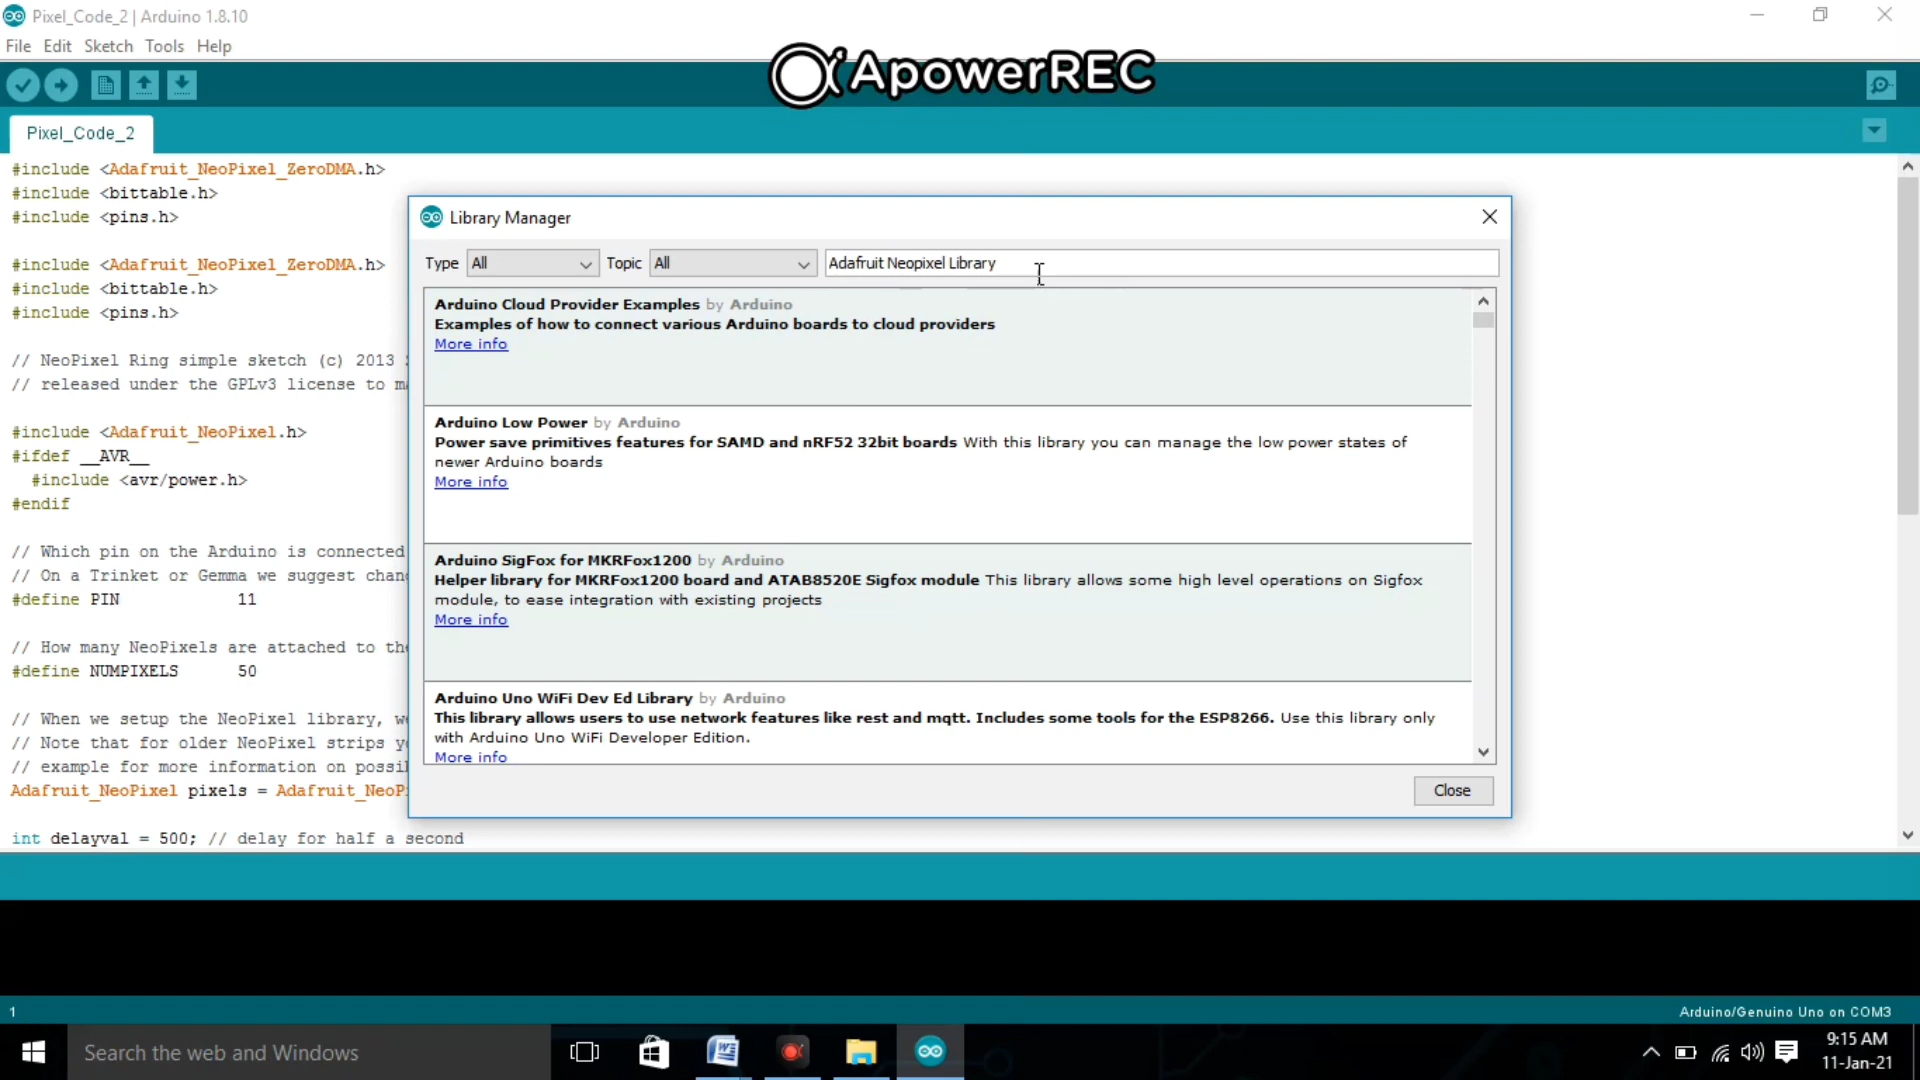 Pixel_Code_2 | Arduino 1.8.10
File Edit Sketch Tools Help
ApowerREC
Pixel_Code_2
#include <Adafruit_NeoPixel_ZeroDMA.h>
#include <bittable.h>
#include <pins.h>
#include <Adafruit_NeoPixel_ZeroDMA.h>
#include <bittable.h>
#include <pins.h>
// NeoPixel Ring simple sketch (c) 2013
// released under the GPLv3 license to
#include <Adafruit_NeoPixel.h>
#ifdef __AVR__
#include <avr/power.h>
#endif
// Which pin on the Arduino is connected
// On a Trinket or Gemma we suggest
#define PIN 11
// How many NeoPixels are attached to
#define NUMPIXELS 50
// When we setup the NeoPixel library,
// Note that for older NeoPixel strips
// example for more information on
Adafruit_NeoPixel pixels =
int delayval = 500; // delay for half a second
Library Manager
Type All Topic All Adafruit Neopixel Library
Arduino Cloud Provider Examples by Arduino
Examples of how to connect various Arduino boards to cloud providers
More info
Arduino Low Power by Arduino
Power save primitives features for SAMD and nRF52 32bit boards With this library you can manage the low power states of
newer Arduino boards
More info
Arduino SigFox for MKRFox1200 by Arduino
Helper library for MKRFox1200 board and ATAB8520E Sigfox module This library allows some high level operations on Sigfox
module, to ease integration with existing projects
More info
Arduino Uno WiFi Dev Ed Library by Arduino
This library allows users to use network features like rest and mqtt. Includes some tools for the ESP8266. Use this library only
with Arduino Uno WiFi Developer Edition.
More info
Close
1
Arduino/Genuino Uno on COM3
Search the web and Windows
9:15 AM
11-Jan-21